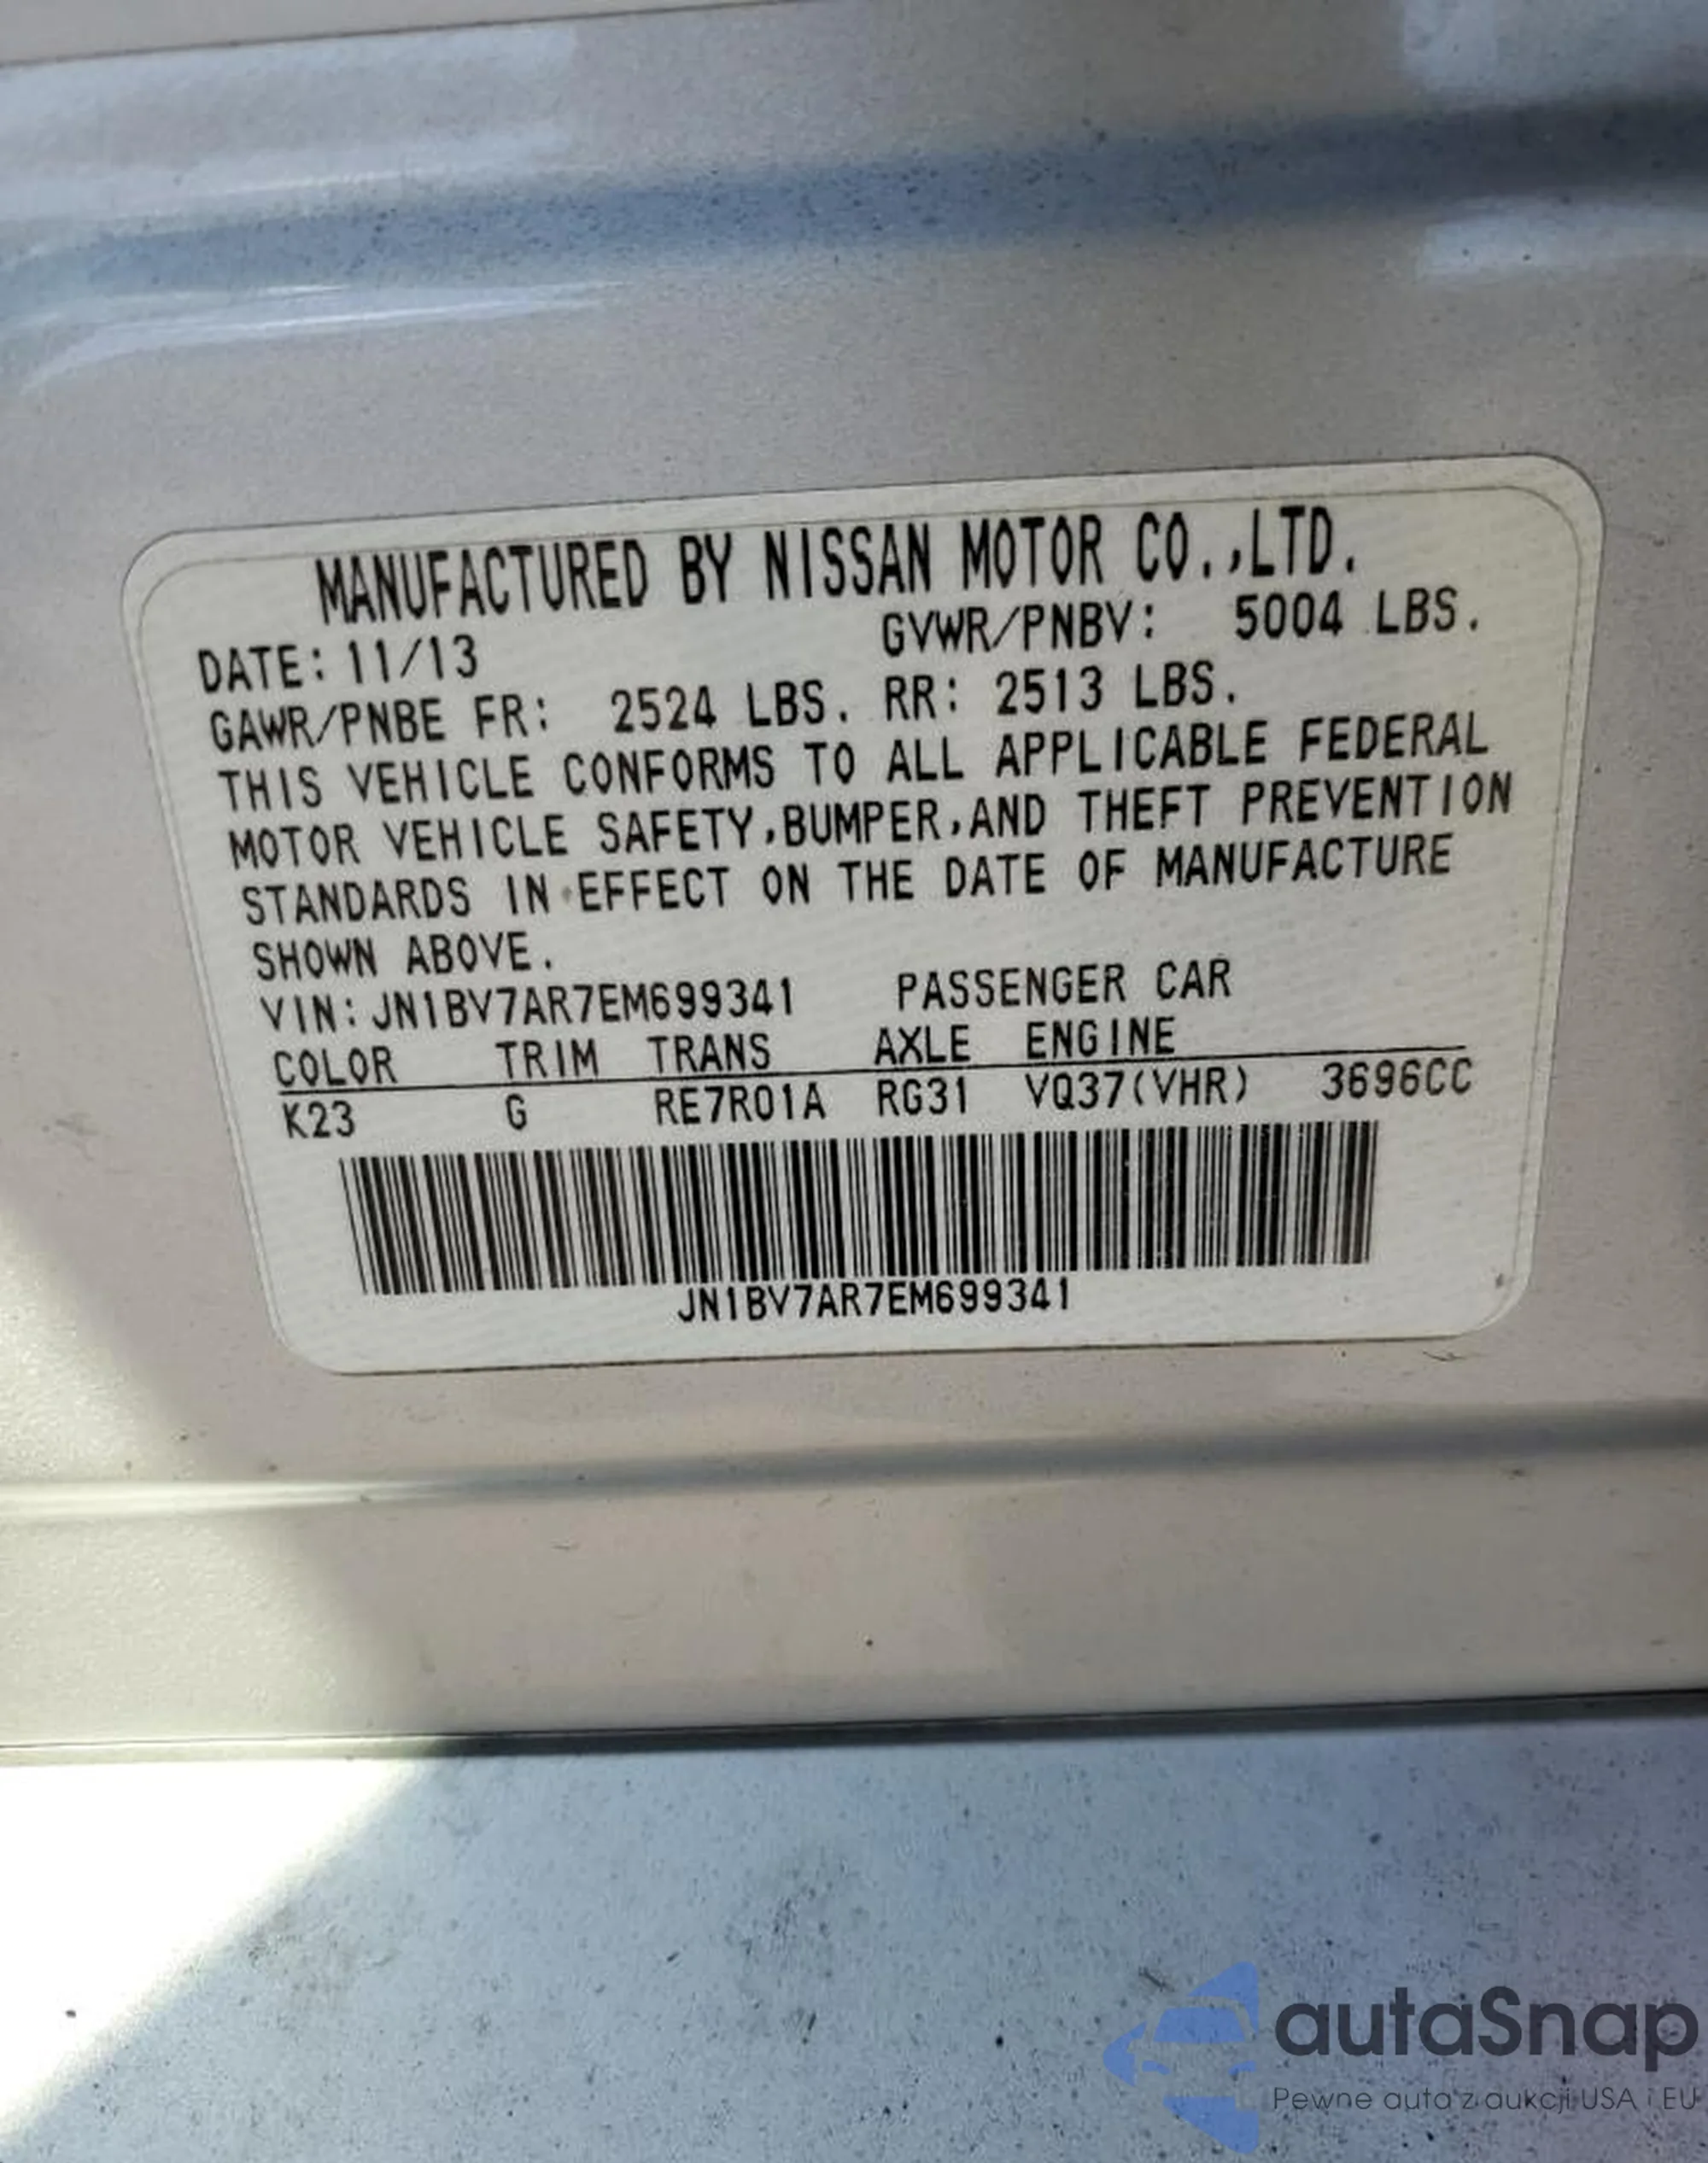 MANUFACTURED BY NISSAN MOTOR CO.,LTD.
DATE: 11/13 GVWR/PNBV: 5004 LBS.
GAWR/PNBE FR: 2524 LBS. RR: 2513 LBS.
THIS VEHICLE CONFORMS TO ALL APPLICABLE FEDERAL
MOTOR VEHICLE SAFETY,BUMPER,AND THEFT PREVENTION
STANDARDS IN EFFECT ON THE DATE OF MANUFACTURE
SHOWN ABOVE.
VIN:JN1BV7AR7EM699341 PASSENGER CAR
COLOR TRIM TRANS AXLE ENGINE
K23 G RE7R01A RG31 VQ37(VHR) 3696CC
JN1BV7AR7EM699341
autaSnap
Pewne auta z aukcji USA i EU